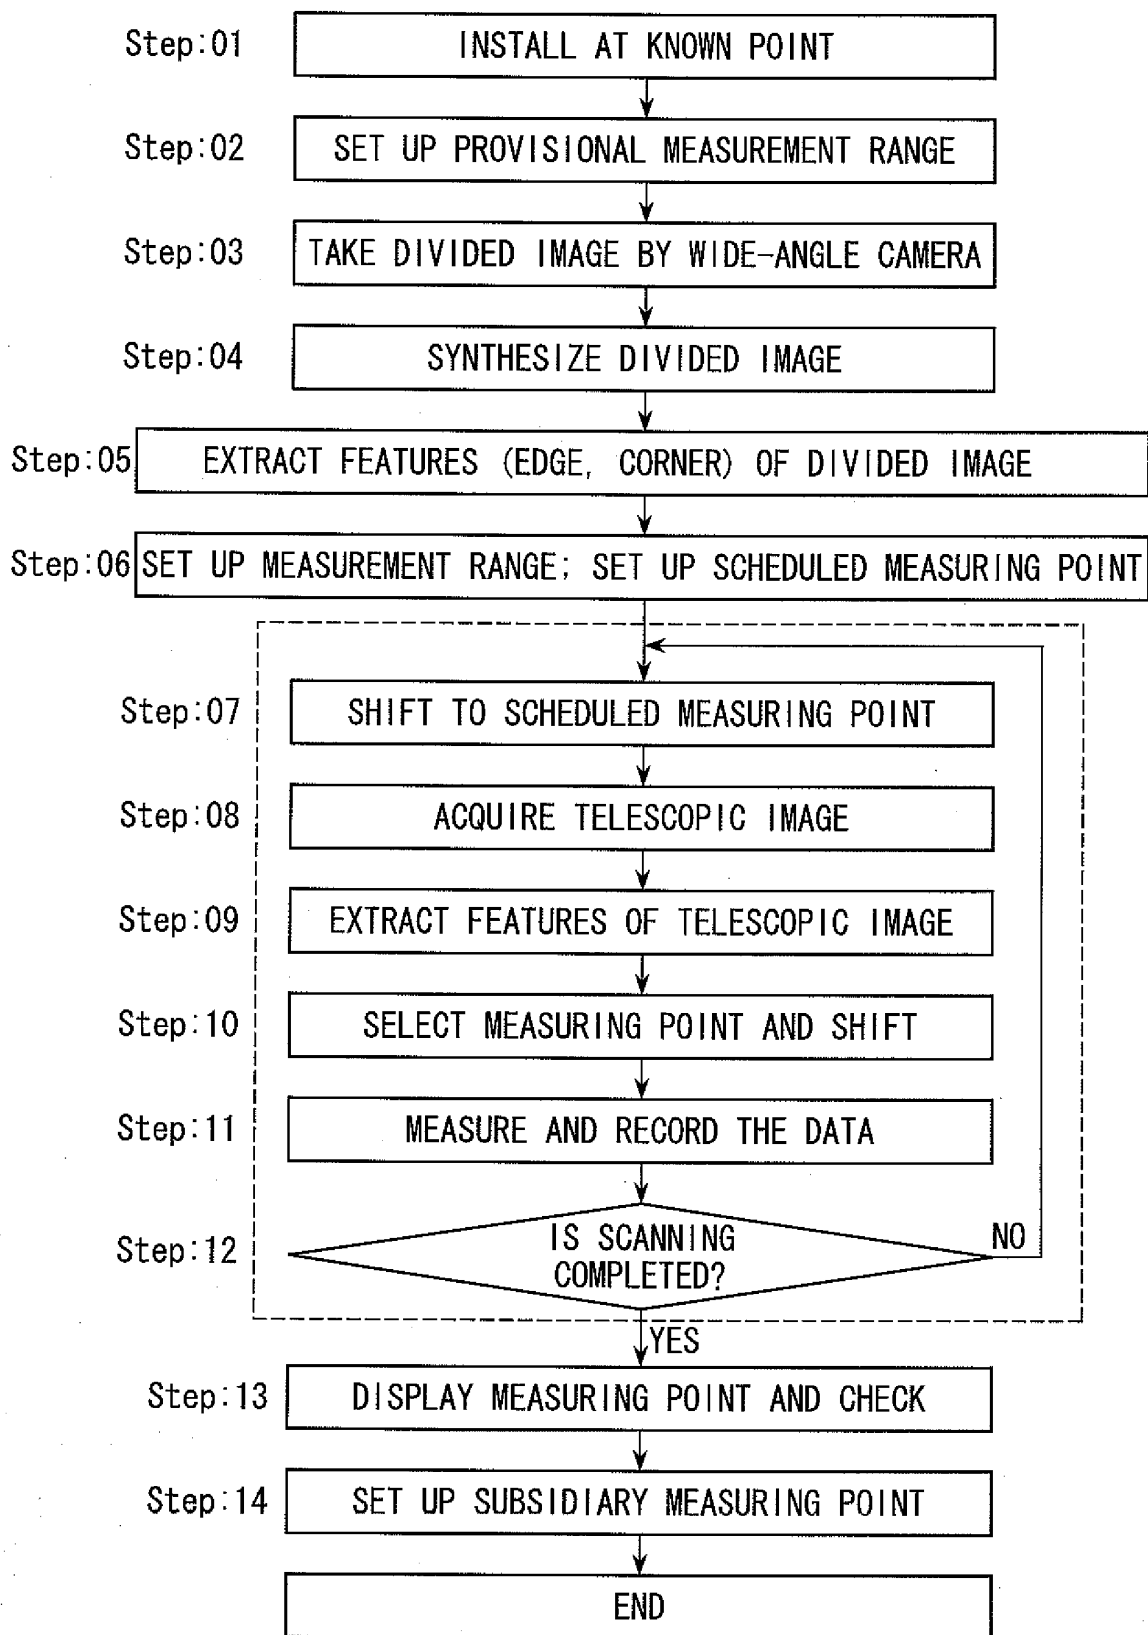 Step:01 INSTALL AT KNOWN POINT
Step:02 SET UP PROVISIONAL MEASUREMENT RANGE
Step:03 TAKE DIVIDED IMAGE BY WIDE-ANGLE CAMERA
Step:04 SYNTHESIZE DIVIDED IMAGE
Step:05 EXTRACT FEATURES (EDGE, CORNER) OF DIVIDED IMAGE
Step:06 SET UP MEASUREMENT RANGE; SET UP SCHEDULED MEASURING POINT
Step:07 SHIFT TO SCHEDULED MEASURING POINT
Step:08 ACQUIRE TELESCOPIC IMAGE
Step:09 EXTRACT FEATURES OF TELESCOPIC IMAGE
Step:10 SELECT MEASURING POINT AND SHIFT
Step:11 MEASURE AND RECORD THE DATA
Step:12 IS SCANNING
COMPLETED?
NO
YES
Step:13 DISPLAY MEASURING POINT AND CHECK
Step:14 SET UP SUBSIDIARY MEASURING POINT
END